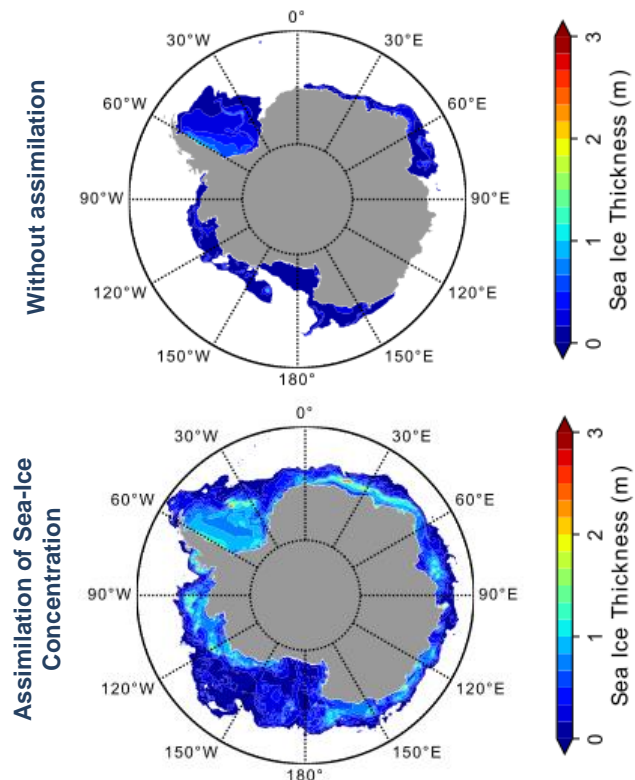 Without assimilation
0°
30°W
30°E
60°W
60°E
90°W
90°E
120°W
120°E
150°W
150°E
180°
3
2
1
0
Sea Ice Thickness (m)
Assimilation of Sea-Ice
Concentration
0°
30°W
30°E
60°W
60°E
90°W
90°E
120°W
120°E
150°W
150°E
180°
3
2
1
0
Sea Ice Thickness (m)